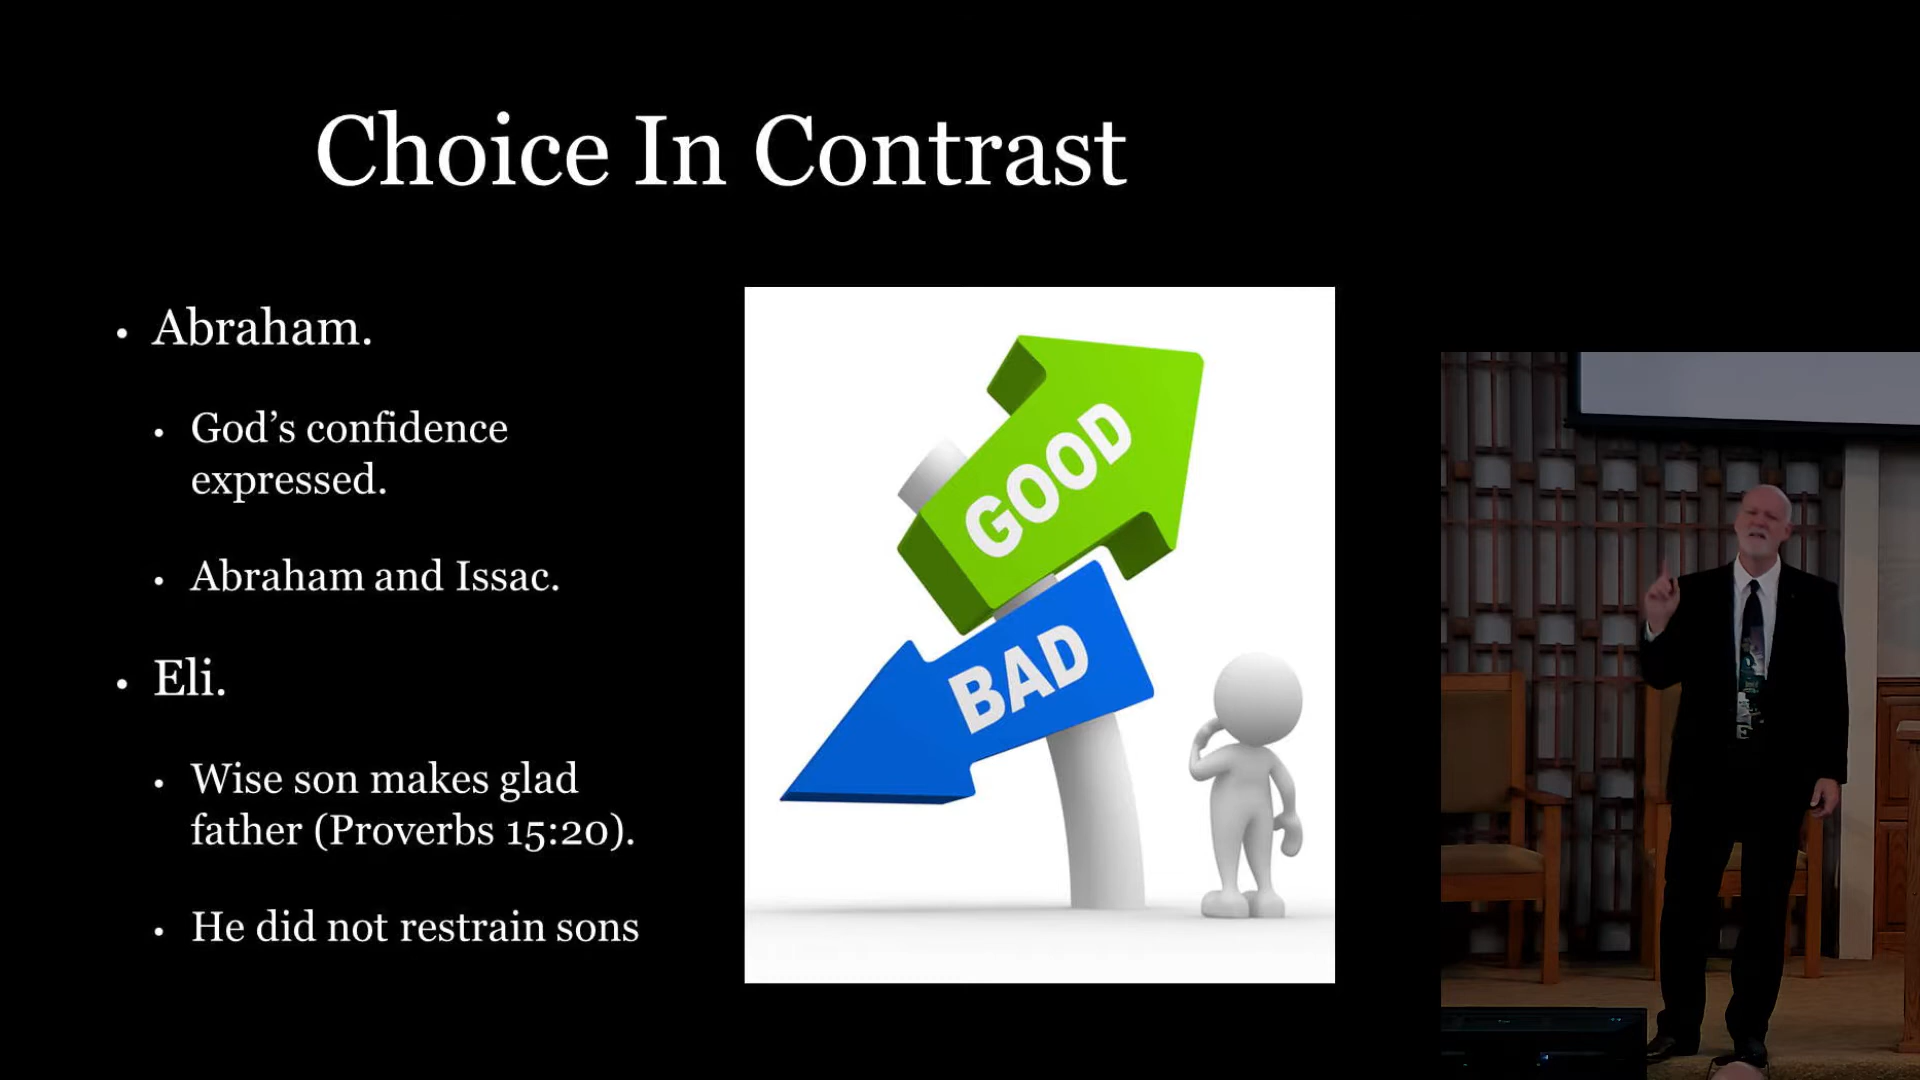 Choice In Contrast
• Abraham.
• God’s confidence
expressed.
• Abraham and Issac.
• Eli.
• Wise son makes glad
father (Proverbs 15:20).
• He did not restrain sons
GOOD
BAD